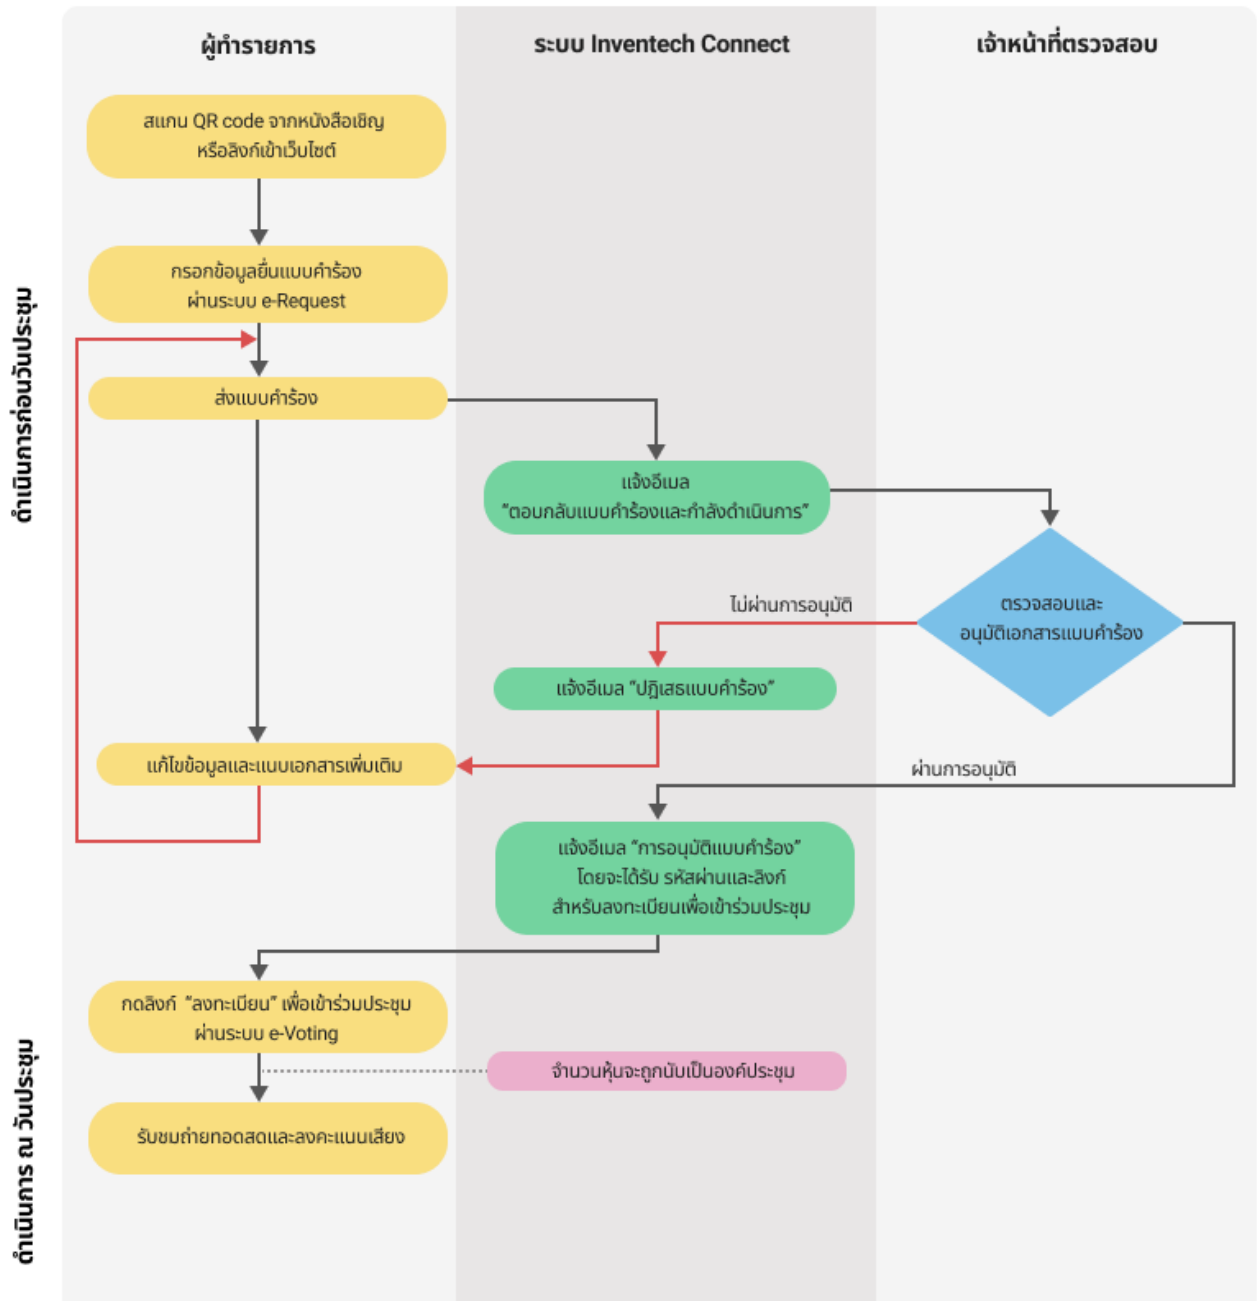 ผู้ทำรายการ
ระบบ Inventech Connect
เจ้าหน้าที่ตรวจสอบ
ดำเนินการก่อนวันประชุม
สแกน QR code จากหนังสือเชิญ
หรือลิงก์เข้าเว็บไซต์
กรอกข้อมูลยื่นแบบคำร้อง
ผ่านระบบ e-Request
ส่งแบบคำร้อง
แจ้งอีเมล
“ตอบกลับแบบคำร้องและกำลังดำเนินการ”
ตรวจสอบและ
อนุมัติเอกสารแบบคำร้อง
ไม่ผ่านการอนุมัติ
แจ้งอีเมล “ปฏิเสธแบบคำร้อง”
แก้ไขข้อมูลและแนบเอกสารเพิ่มเติม
ผ่านการอนุมัติ
แจ้งอีเมล “การอนุมัติแบบคำร้อง”
โดยจะได้รับ รหัสผ่านและลิงก์
สำหรับลงทะเบียนเพื่อเข้าร่วมประชุม
ดำเนินการ ณ วันประชุม
กดลิงก์ “ลงทะเบียน” เพื่อเข้าร่วมประชุม
ผ่านระบบ e-Voting
จำนวนหุ้นจะถูกนับเป็นองค์ประชุม
รับชมถ่ายทอดสดและลงคะแนนเสียง